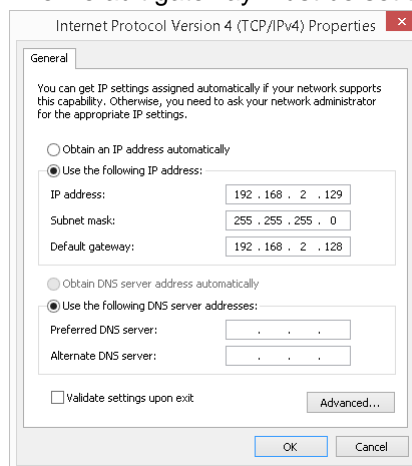 Internet Protocol Version 4 (TCP/IPv4) Properties
General
You can get IP settings assigned automatically if your network supports
this capability. Otherwise, you need to ask your network administrator
for the appropriate IP settings.
Obtain an IP address automatically
Use the following IP address:
IP address: 192 . 168 . 2 . 129
Subnet mask: 255 . 255 . 255 . 0
Default gateway: 192 . 168 . 2 . 128
Obtain DNS server address automatically
Use the following DNS server addresses:
Preferred DNS server: . . .
Alternate DNS server: . . .
Validate settings upon exit
Advanced...
OK Cancel